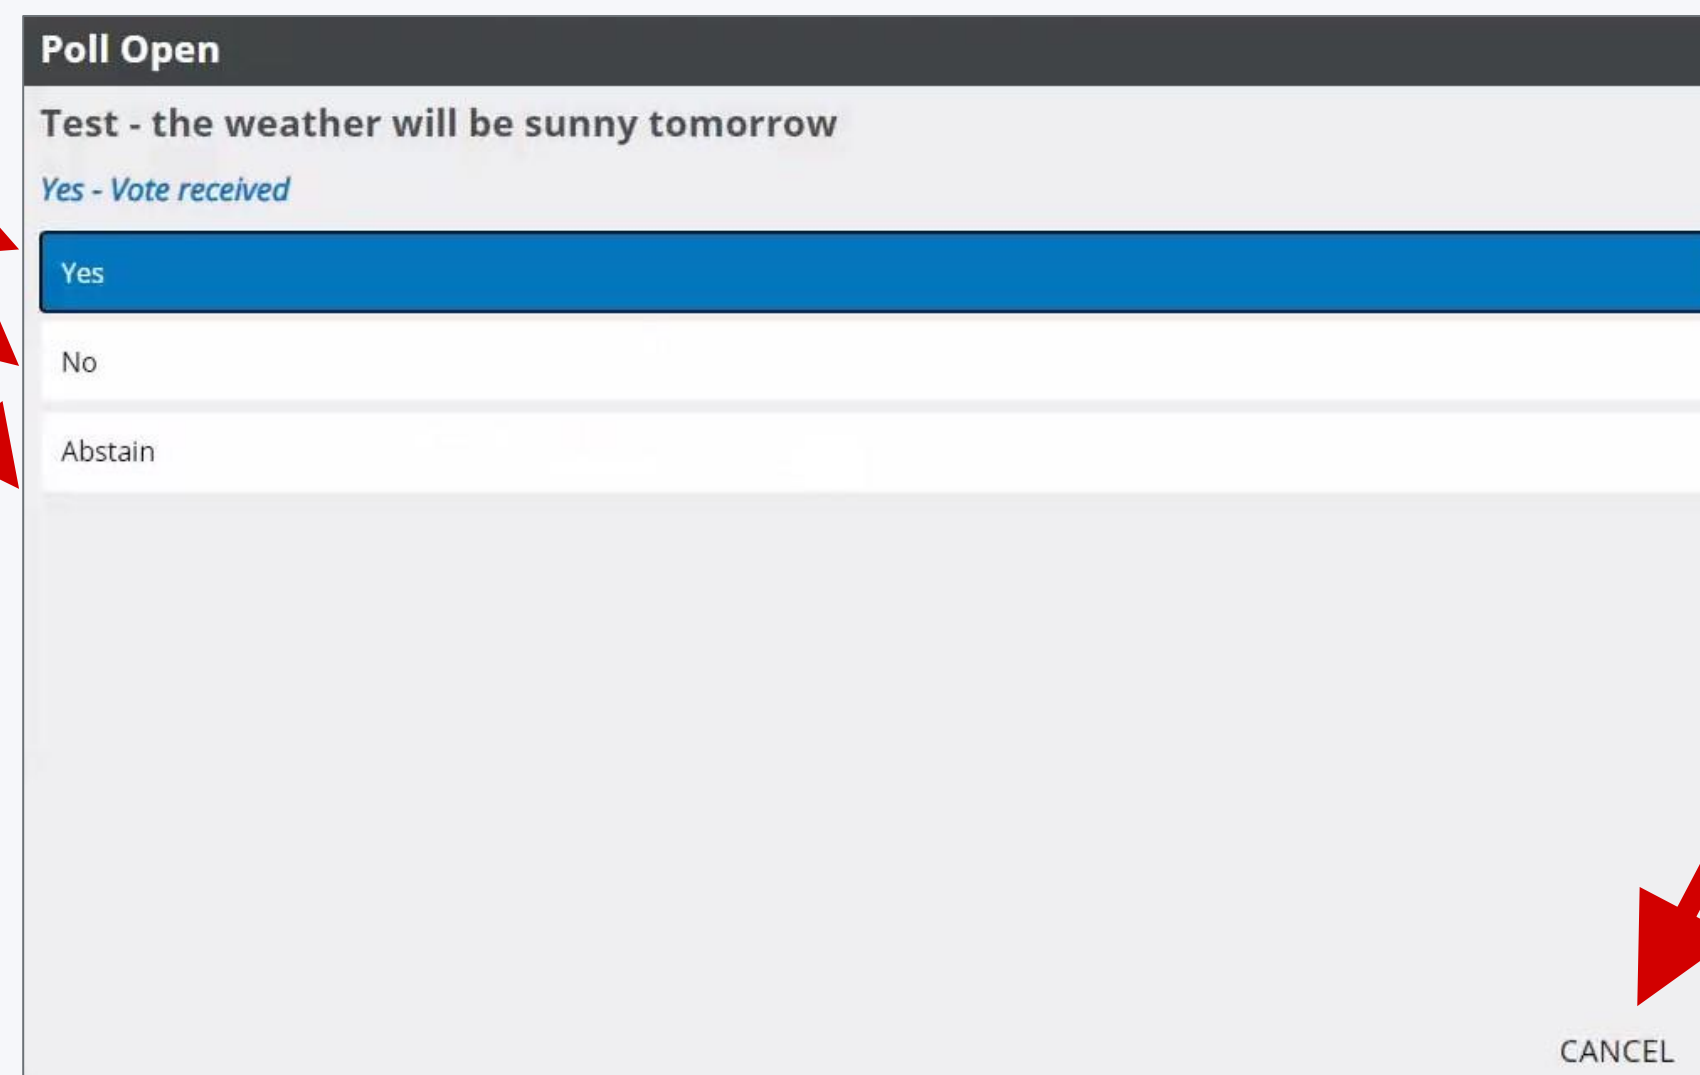 Poll Open
Test - the weather will be sunny tomorrow
Yes - Vote received
Yes
No
Abstain
CANCEL